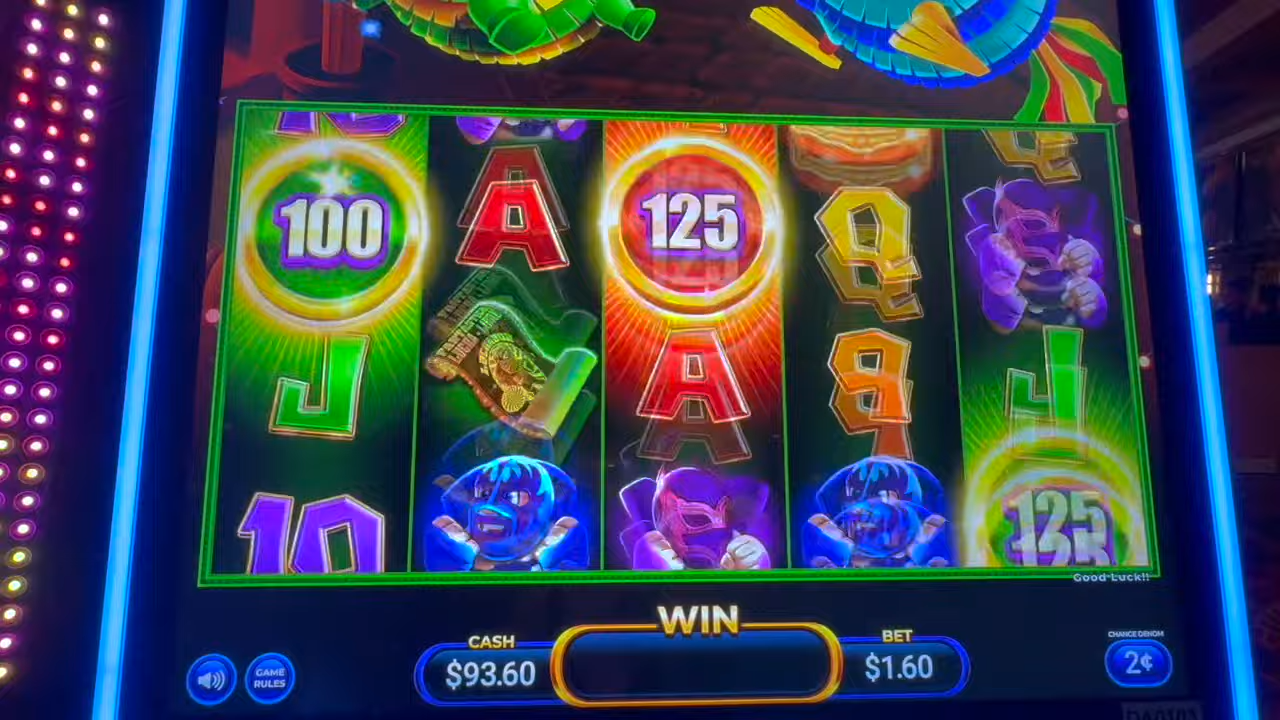 100
A
125
Q
J
A
9
J
10
125
Good Luck!!
WIN
CASH
$93.60
BET
$1.60
GAME
RULES
CHANGE DENOM
2¢